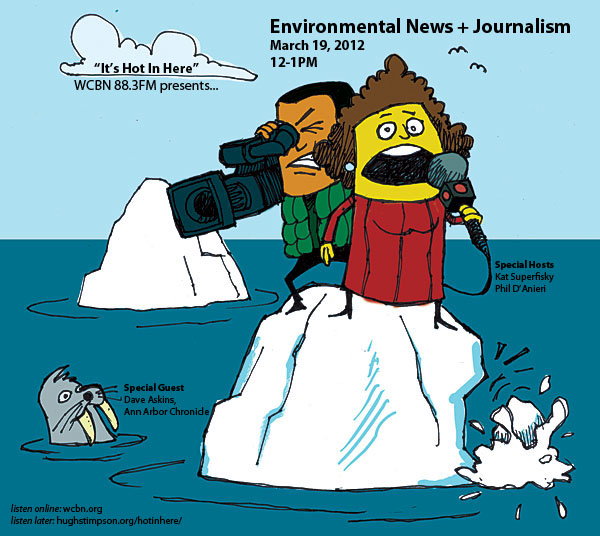 Environmental News + Journalism
March 19, 2012
12-1PM
“It’s Hot In Here”
WCBN 88.3FM presents...
Special Hosts
Kat Superfisky
Phil D’Anieri
Special Guest
Dave Askins,
Ann Arbor Chronicle
listen online: wcbn.org
listen later: hughstimpson.org/hotinhere/